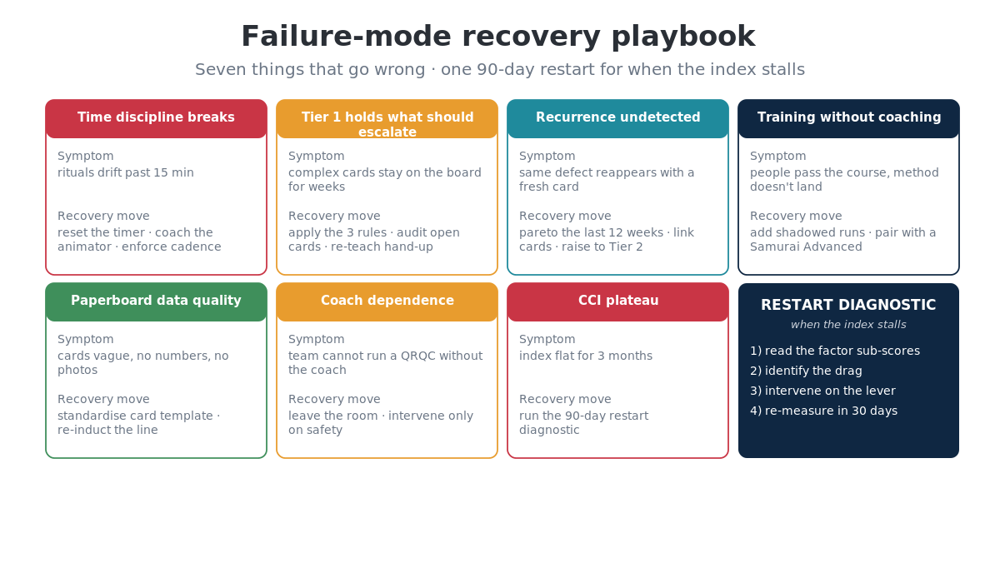 Failure-mode recovery playbook
Seven things that go wrong · one 90-day restart for when the index stalls
Time discipline breaks
Symptom
rituals drift past 15 min
Recovery move
reset the timer · coach the
animator · enforce cadence
Tier 1 holds what should
escalate
Symptom
complex cards stay on the board
for weeks
Recovery move
apply the 3 rules · audit open
cards · re-teach hand-up
Recurrence undetected
Symptom
same defect reappears with a
fresh card
Recovery move
pareto the last 12 weeks · link
cards · raise to Tier 2
Training without coaching
Symptom
people pass the course, method
doesn't land
Recovery move
add shadowed runs · pair with a
Samurai Advanced
Paperboard data quality
Symptom
cards vague, no numbers, no
photos
Recovery move
standardise card template ·
re-induct the line
Coach dependence
Symptom
team cannot run a QRQC without
the coach
Recovery move
leave the room · intervene only
on safety
CCI plateau
Symptom
index flat for 3 months
Recovery move
run the 90-day restart
diagnostic
RESTART DIAGNOSTIC
when the index stalls
1) read the factor sub-scores
2) identify the drag
3) intervene on the lever
4) re-measure in 30 days